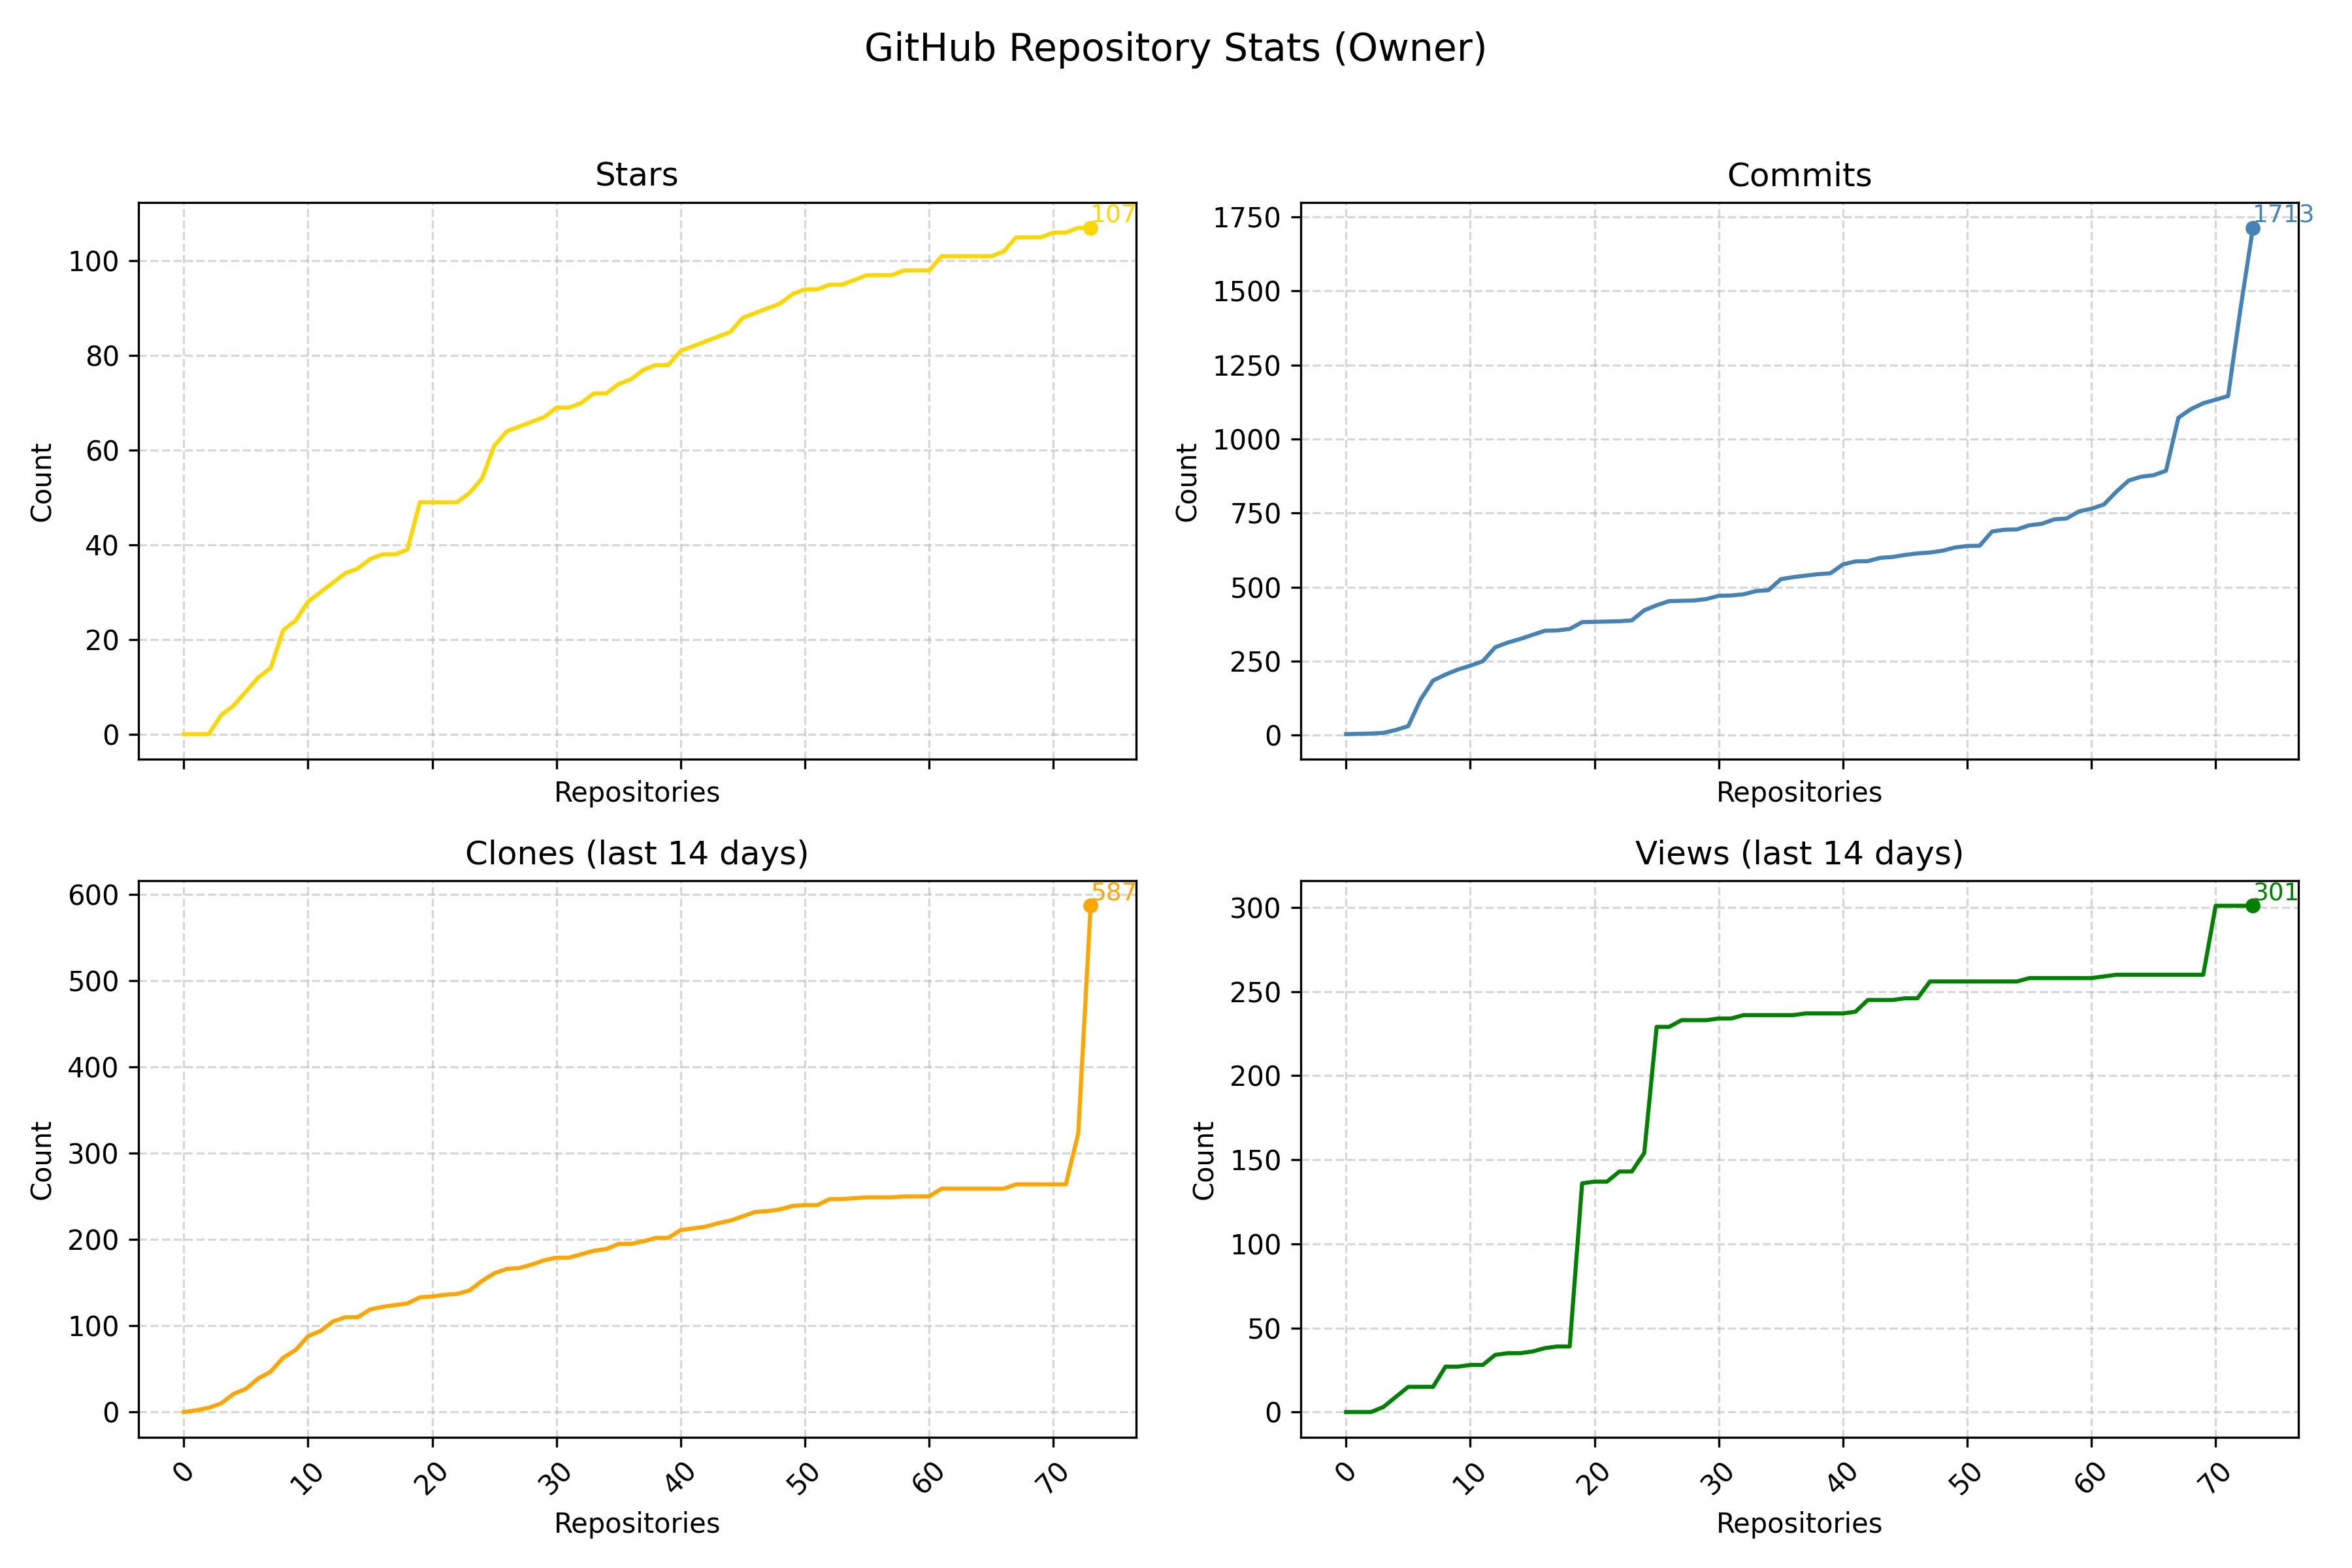 GitHub Repository Stats (Owner)
Stars
107
100
80
60
40
20
0
Count
Repositories
Commits
1713
1750
1500
1250
1000
750
500
250
0
Count
Repositories
Clones (last 14 days)
587
600
500
400
300
200
100
0
Count
0 10 20 30 40 50 60 70
Repositories
Views (last 14 days)
301
300
250
200
150
100
50
0
Count
0 10 20 30 40 50 60 70
Repositories